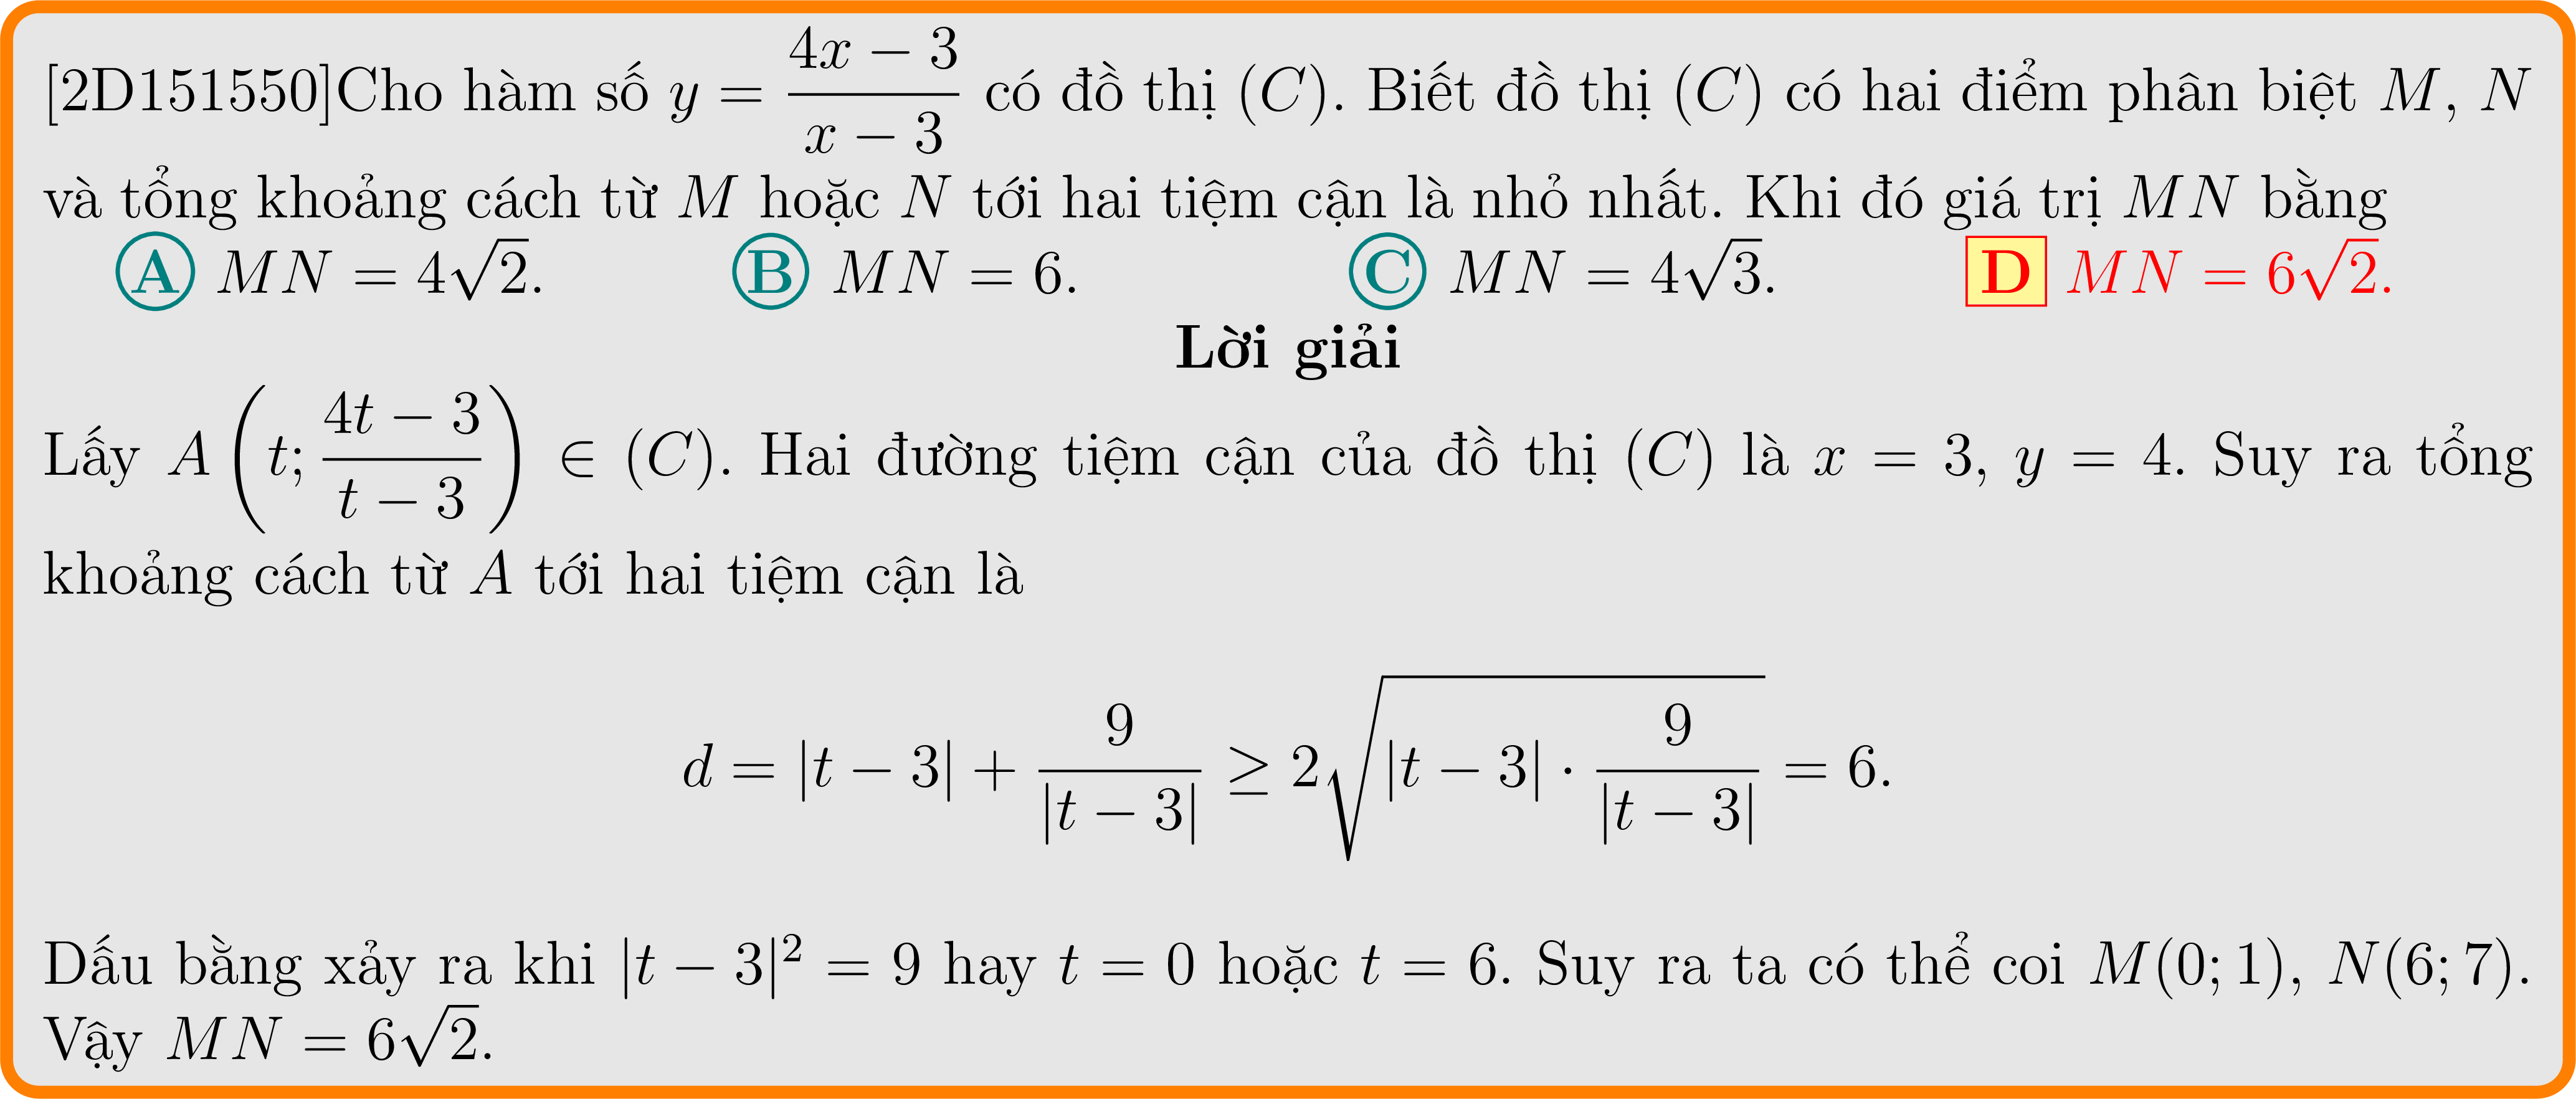 [2D151550]Cho hàm số $y = \dfrac{4x-3}{x-3}$ có đồ thị $(C)$. Biết đồ thị $(C)$ có hai điểm phân biệt $M$, $N$
và tổng khoảng cách từ $M$ hoặc $N$ tới hai tiệm cận là nhỏ nhất. Khi đó giá trị $MN$ bằng
A $MN = 4\sqrt{2}$. B $MN = 6$. C $MN = 4\sqrt{3}$. D $MN = 6\sqrt{2}$.
Lời giải
Lấy $A\left(t; \dfrac{4t-3}{t-3}\right) \in (C)$. Hai đường tiệm cận của đồ thị $(C)$ là $x = 3$, $y = 4$. Suy ra tổng
khoảng cách từ $A$ tới hai tiệm cận là
$d = |t-3| + \dfrac{9}{|t-3|} \geq 2\sqrt{|t-3| \cdot \dfrac{9}{|t-3|}} = 6.$
Dấu bằng xảy ra khi $|t-3|^2 = 9$ hay $t = 0$ hoặc $t = 6$. Suy ra ta có thể coi $M(0;1)$, $N(6;7)$.
Vậy $MN = 6\sqrt{2}$.